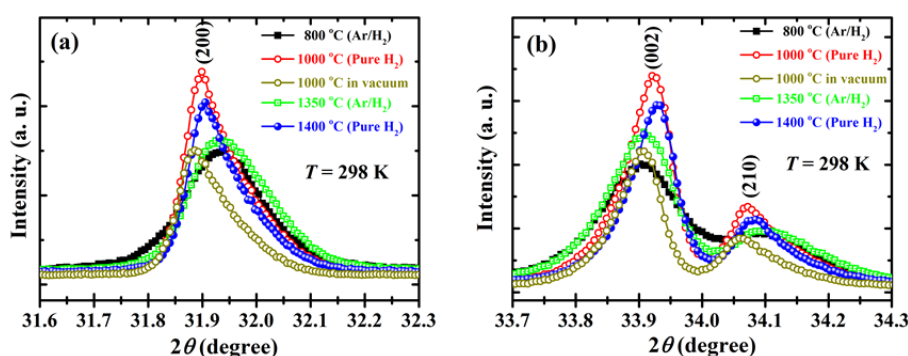 (a)
(200)
800 °C (Ar/H₂)
1000 °C (Pure H₂)
1000 °C in vacuum
1350 °C (Ar/H₂)
1400 °C (Pure H₂)
T = 298 K
Intensity (a. u.)
31.6 31.7 31.8 31.9 32.0 32.1 32.2 32.3
2θ (degree)
(b)
(002)
800 °C (Ar/H₂)
1000 °C (Pure H₂)
1000 °C in vacuum
1350 °C (Ar/H₂)
1400 °C (Pure H₂)
T = 298 K
(210)
Intensity (a. u.)
33.7 33.8 33.9 34.0 34.1 34.2 34.3
2θ (degree)